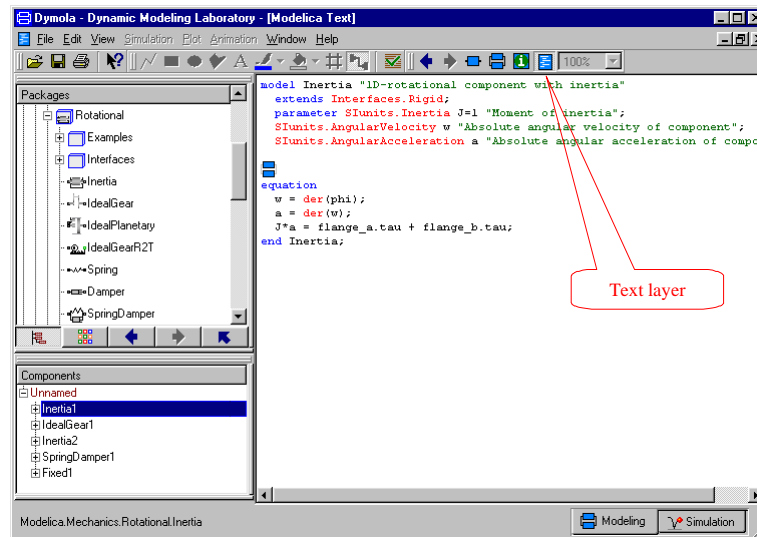 Dymola - Dynamic Modeling Laboratory - [Modelica Text]
File Edit View Simulation Plot Animation Window Help
A 100%
Packages
Rotational
Examples
Interfaces
Inertia
IdealGear
IdealPlanetary
IdealGearR2T
Spring
Damper
SpringDamper
model Inertia "1D-rotational component with inertia"
extends Interfaces.Rigid;
parameter SIunits.Inertia J=1 "Moment of inertia";
SIunits.AngularVelocity w "Absolute angular velocity of component";
SIunits.AngularAcceleration a "Absolute angular acceleration of compo
equation
w = der(phi);
a = der(w);
J*a = flange_a.tau + flange_b.tau;
end Inertia;
Text layer
Components
Unnamed
Inertia1
IdealGear1
Inertia2
SpringDamper1
Fixed1
Modelica.Mechanics.Rotational.Inertia
Modeling Simulation